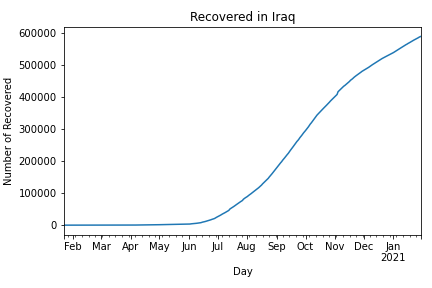 Recovered in Iraq
Number of Recovered
600000
500000
400000
300000
200000
100000
0
Feb Mar Apr May Jun Jul Aug Sep Oct Nov Dec Jan
2021
Day